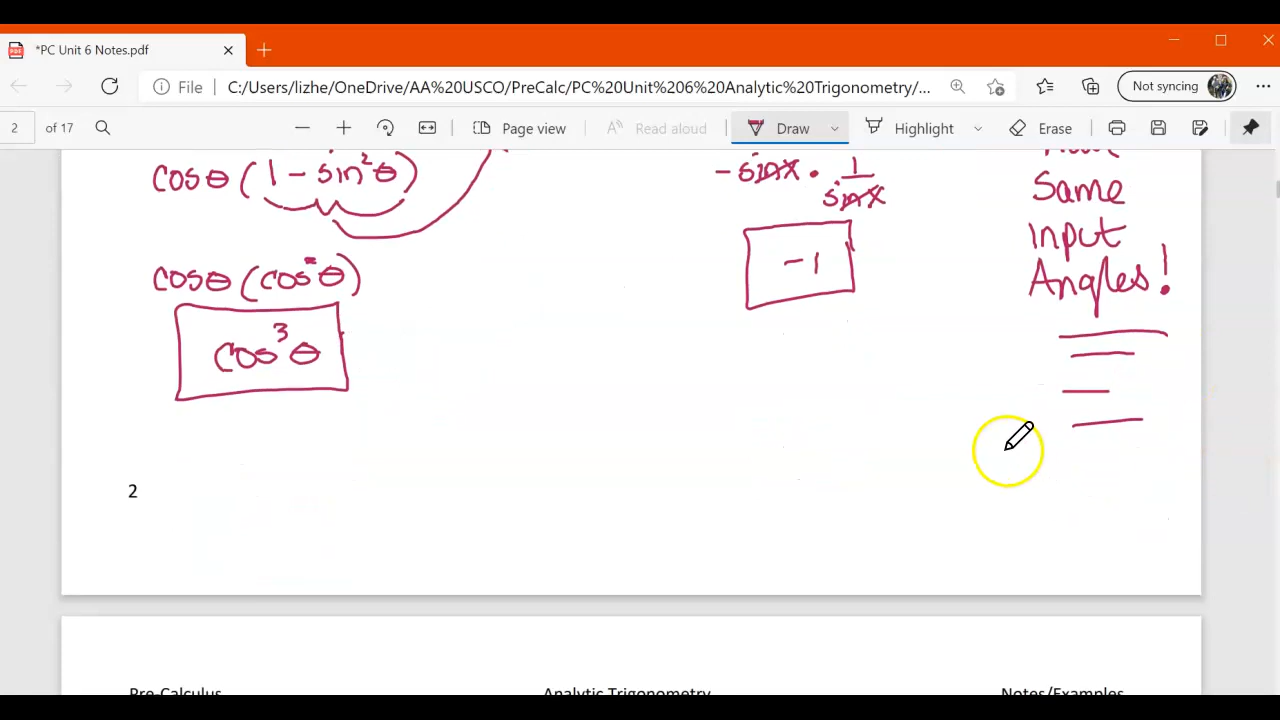 *PC Unit 6 Notes.pdf
File C:/Users/lizhe/OneDrive/AA%20USCO/PreCalc/PC%20Unit%206%20Analytic%20Trigonometry/... Not syncing
2 of 17 Page view Read aloud Draw Highlight Erase
cosθ(1 - sin²θ)
cosθ(cos²θ)
cos³θ
-sinx • 1/sinx
-1
Same
Input
Angles!
2
Pre-Calculus Analytic Trigonometry Notes/Examples